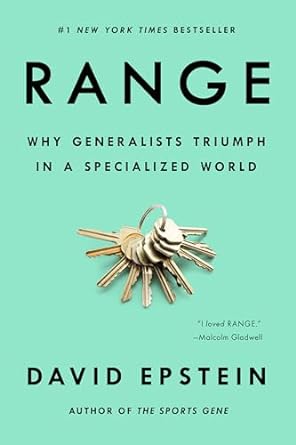 #1 NEW YORK TIMES BESTSELLER
RANGE
WHY GENERALISTS TRIUMPH
IN A SPECIALIZED WORLD
"I loved RANGE."
—Malcolm Gladwell
DAVID EPSTEIN
AUTHOR OF THE SPORTS GENE